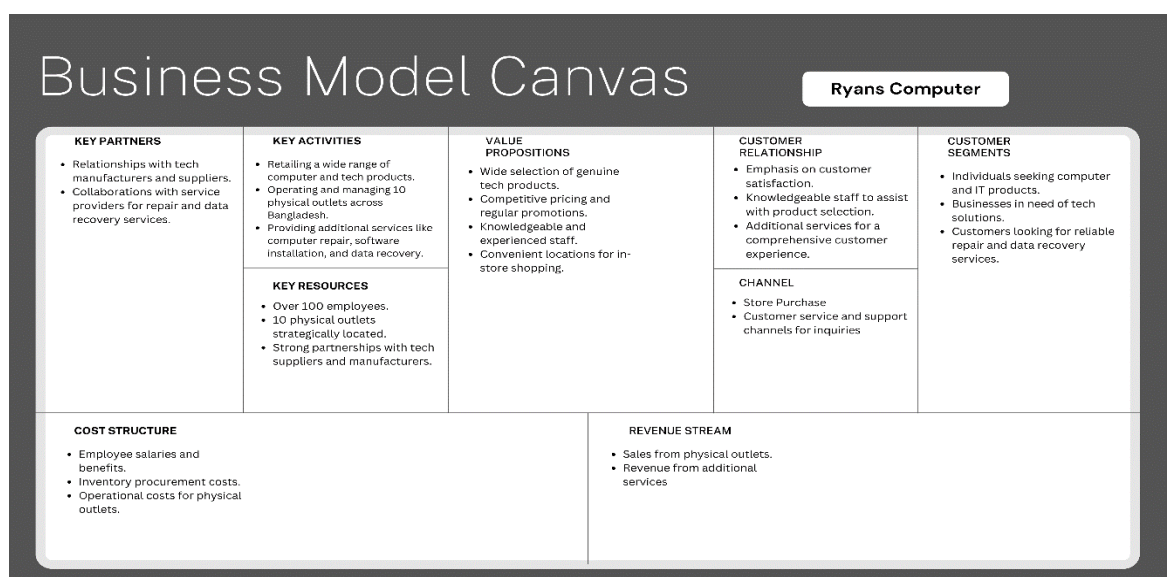 Business Model Canvas
Ryans Computer
KEY PARTNERS
• Relationships with tech
manufacturers and suppliers.
• Collaborations with service
providers for repair and data
recovery services.
KEY ACTIVITIES
• Retailing a wide range of
computer and tech products.
• Operating and managing 10
physical outlets across
Bangladesh.
• Providing additional services like
computer repair, software
installation, and data recovery.
KEY RESOURCES
• Over 100 employees.
• 10 physical outlets
strategically located.
• Strong partnerships with tech
suppliers and manufacturers.
VALUE
PROPOSITIONS
• Wide selection of genuine
tech products.
• Competitive pricing and
regular promotions.
• Knowledgeable and
experienced staff.
• Convenient locations for in-
store shopping.
CUSTOMER
RELATIONSHIP
• Emphasis on customer
satisfaction.
• Knowledgeable staff to assist
with product selection.
• Additional services for a
comprehensive customer
experience.
CHANNEL
• Store Purchase
• Customer service and support
channels for inquiries
CUSTOMER
SEGMENTS
• Individuals seeking computer
and IT products.
• Businesses in need of tech
solutions.
• Customers looking for reliable
repair and data recovery
services.
COST STRUCTURE
• Employee salaries and
benefits.
• Inventory procurement costs.
• Operational costs for physical
outlets.
REVENUE STREAM
• Sales from physical outlets.
• Revenue from additional
services